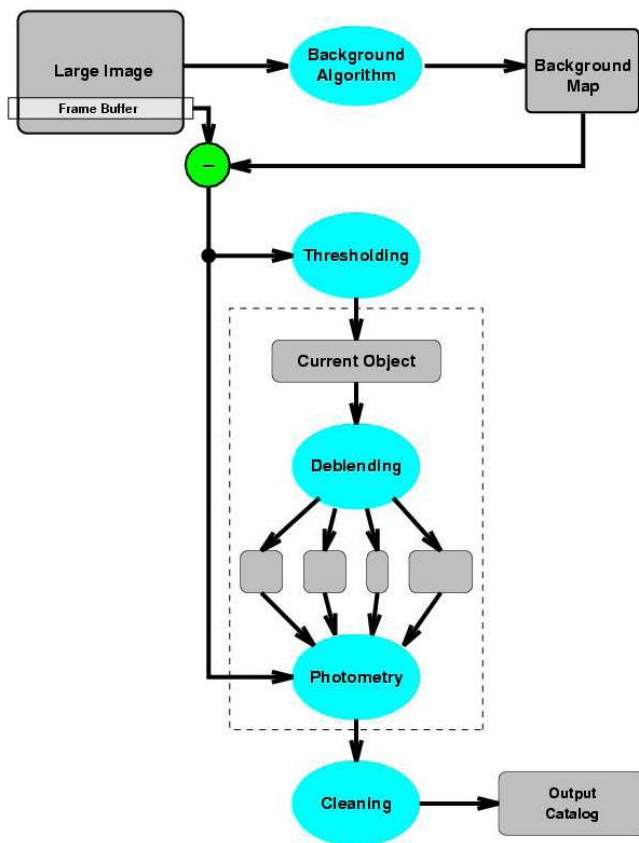 Large Image
Frame Buffer
Background
Algorithm
Background
Map
–
Thresholding
Current Object
Deblending
Photometry
Cleaning
Output
Catalog